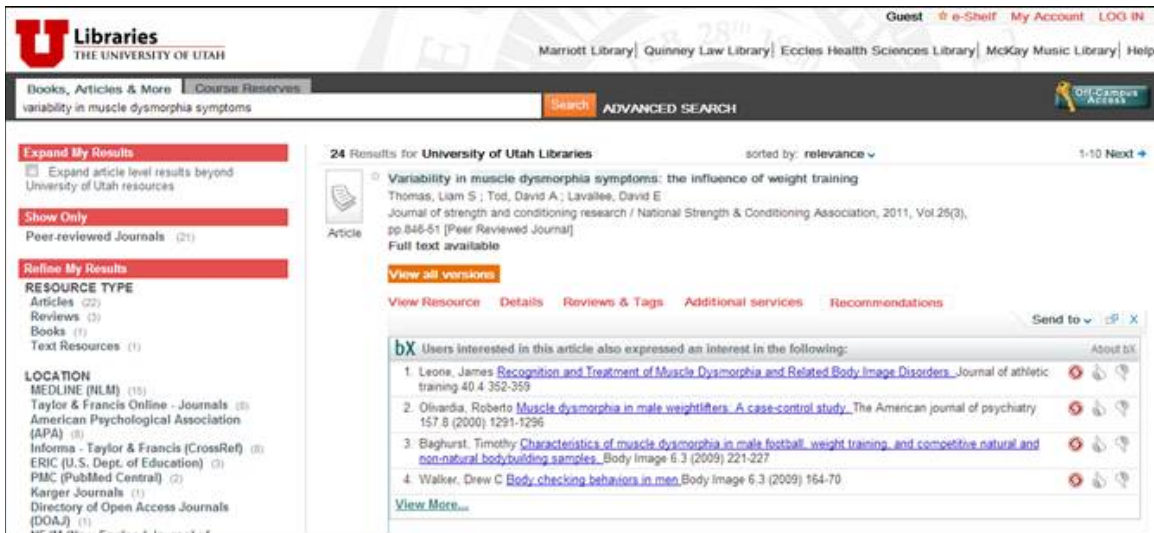 Guest e-Shelf My Account LOG IN
Libraries
THE UNIVERSITY OF UTAH
Marriott Library| Quinney Law Library| Eccles Health Sciences Library| McKay Music Library| Help
Books, Articles & More Course Reserves
variability in muscle dysmorphia symptoms
Search ADVANCED SEARCH
Off-Campus
Access
Expand My Results
Expand article level results beyond
University of Utah resources
Show Only
Peer-reviewed Journals (21)
Refine My Results
RESOURCE TYPE
Articles (22)
Reviews (3)
Books (1)
Text Resources (1)
LOCATION
MEDLINE (NLM) (15)
Taylor & Francis Online - Journals (8)
American Psychological Association
(APA) (8)
Informa - Taylor & Francis (CrossRef) (8)
ERIC (U.S. Dept. of Education) (3)
PMC (PubMed Central) (2)
Karger Journals (1)
Directory of Open Access Journals
(DOAJ) (1)
24 Results for University of Utah Libraries sorted by: relevance 1-10 Next
Article
Variability in muscle dysmorphia symptoms: the influence of weight training
Thomas, Liam S ; Tod, David A ; Lavallee, David E
Journal of strength and conditioning research / National Strength & Conditioning Association, 2011, Vol.25(3),
pp.846-51 [Peer Reviewed Journal]
Full text available
View all versions
View Resource Details Reviews & Tags Additional services Recommendations
Send to X
bX Users interested in this article also expressed an interest in the following: About bX
1. Leone, James Recognition and Treatment of Muscle Dysmorphia and Related Body Image Disorders. Journal of athletic
training 40.4 352-359
2. Olivardia, Roberto Muscle dysmorphia in male weightlifters: A case-control study. The American journal of psychiatry
157.8 (2000) 1291-1296
3. Baghurst, Timothy Characteristics of muscle dysmorphia in male football, weight training, and competitive natural and
non-natural bodybuilding samples. Body Image 6.3 (2009) 221-227
4. Walker, Drew C Body checking behaviors in men Body Image 6.3 (2009) 164-70
View More...